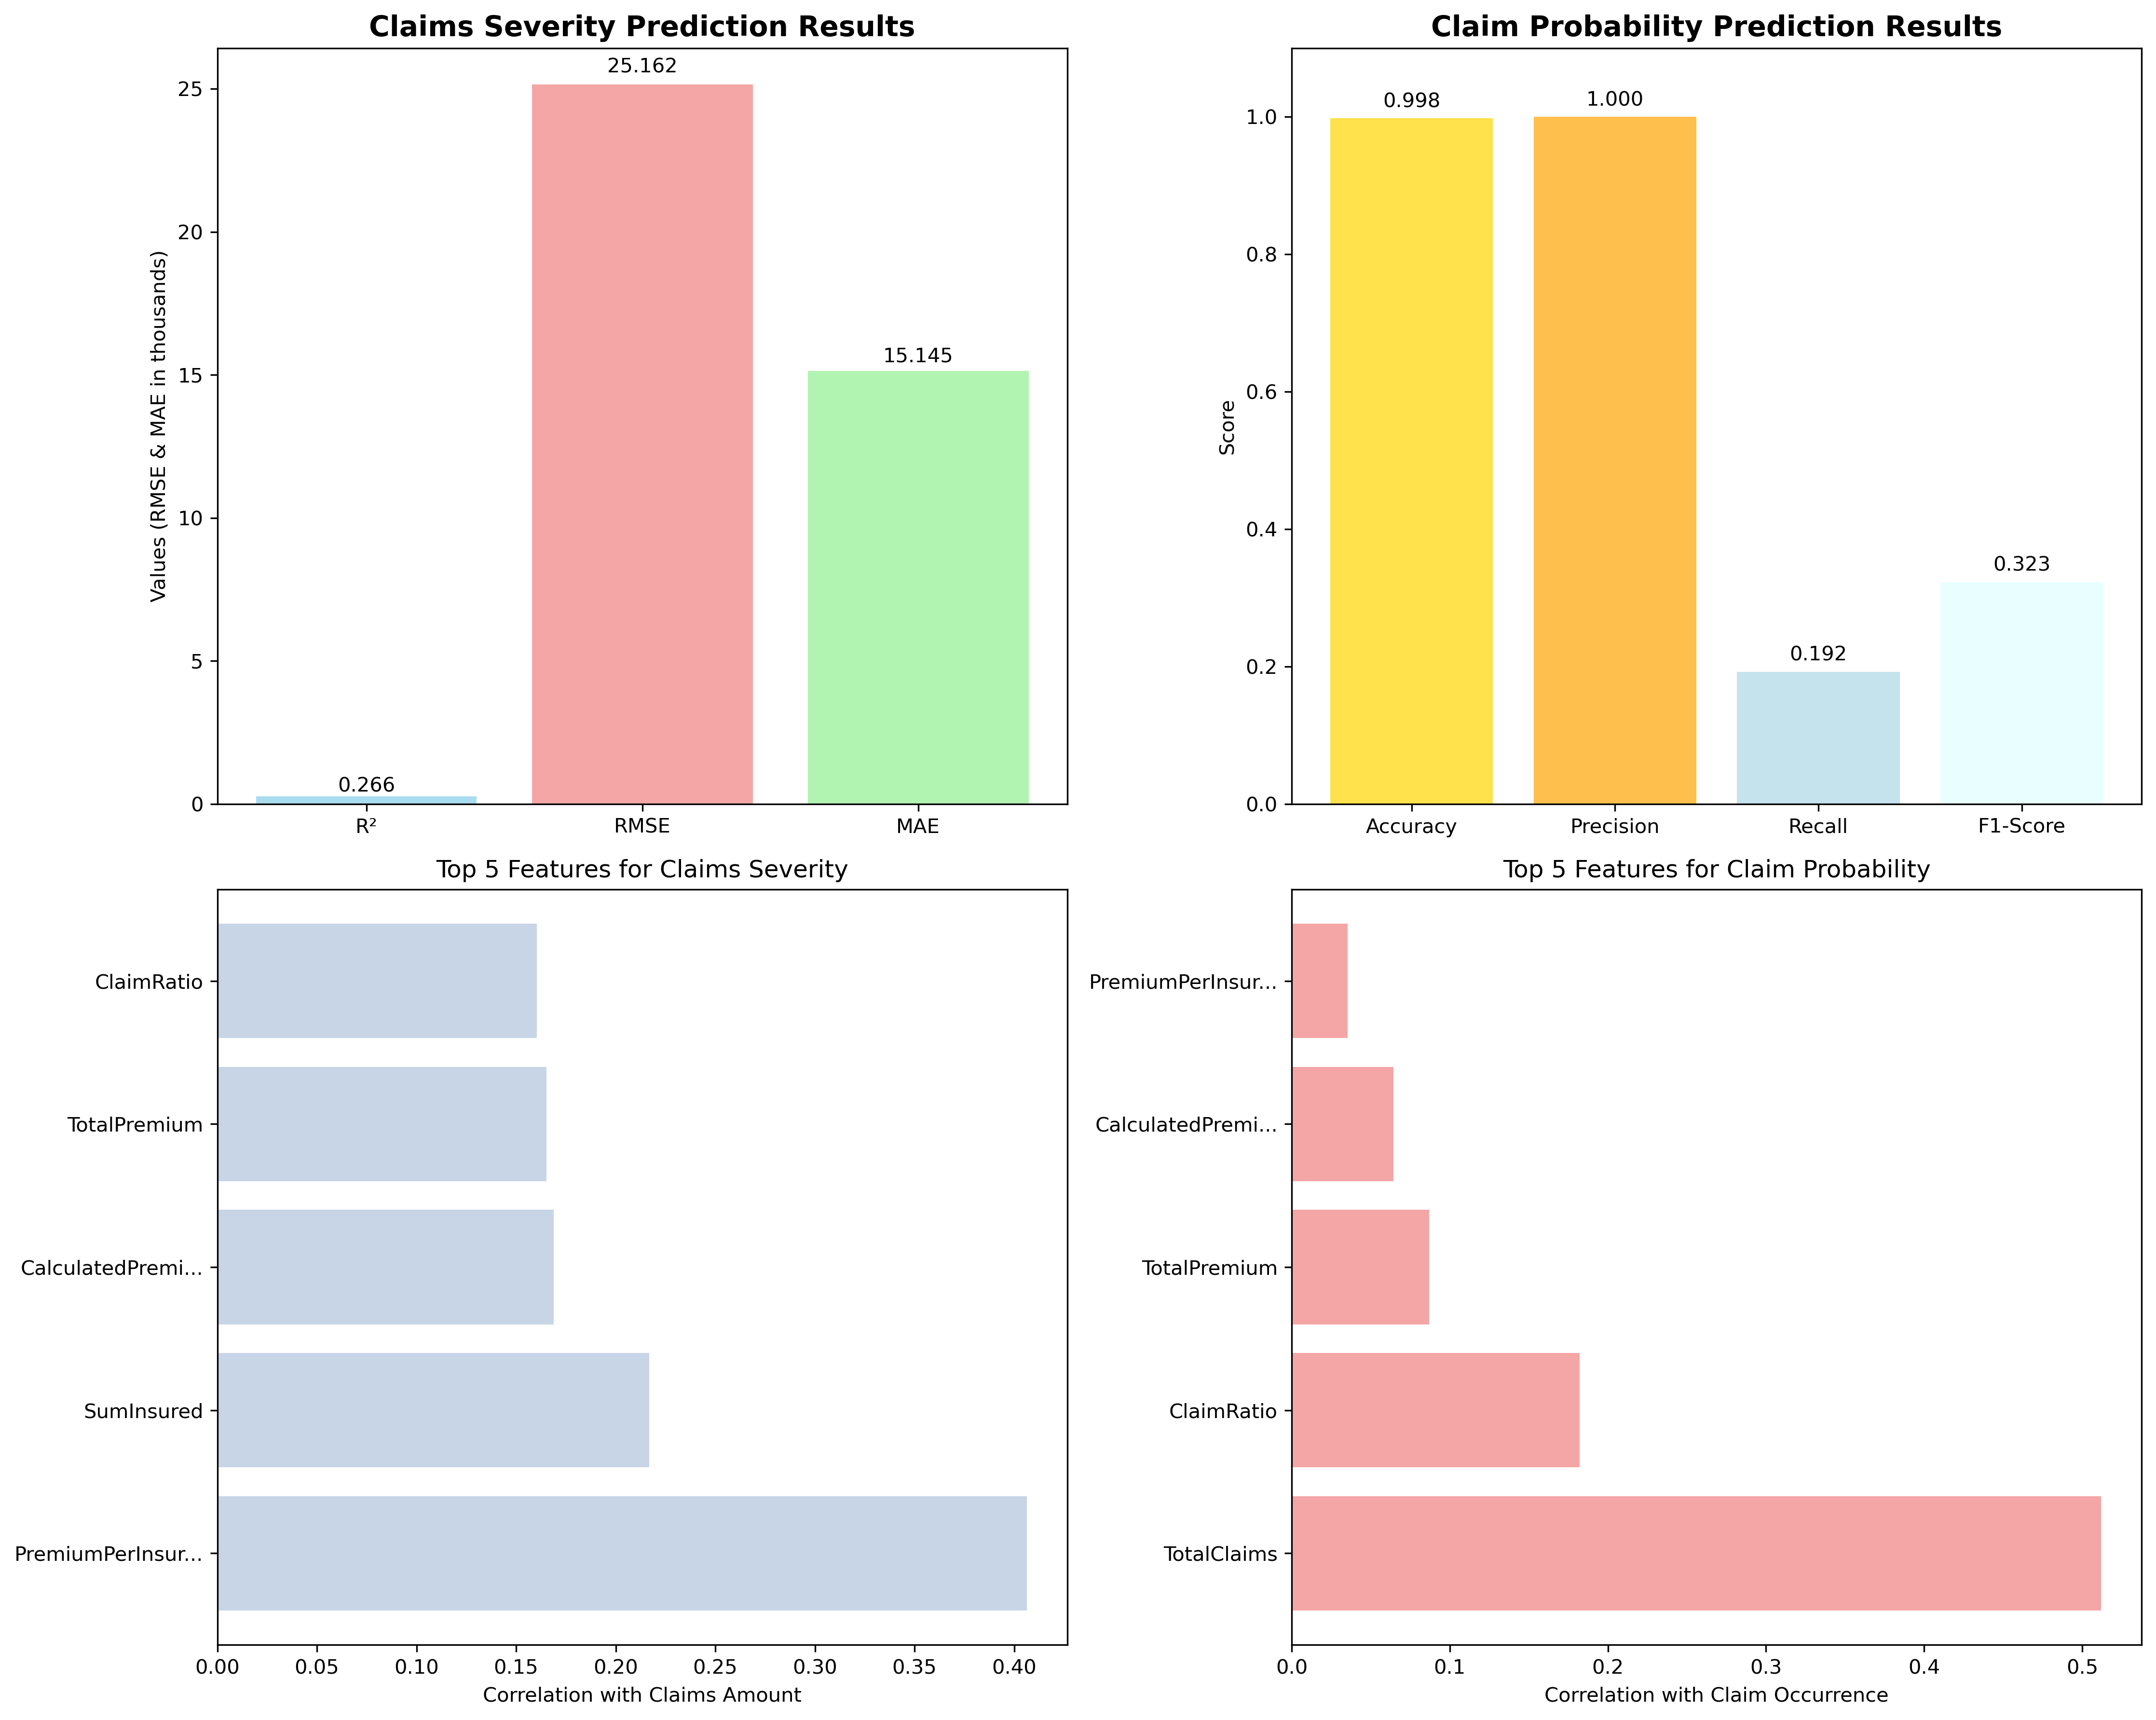 Claims Severity Prediction Results
Values (RMSE & MAE in thousands)
25
20
15
10
5
0
0.266
25.162
15.145
R²
RMSE
MAE
Claim Probability Prediction Results
Score
1.0
0.8
0.6
0.4
0.2
0.0
0.998
1.000
0.192
0.323
Accuracy
Precision
Recall
F1-Score
Top 5 Features for Claims Severity
ClaimRatio
TotalPremium
CalculatedPremi...
SumInsured
PremiumPerInsur...
0.00
0.05
0.10
0.15
0.20
0.25
0.30
0.35
0.40
Correlation with Claims Amount
Top 5 Features for Claim Probability
PremiumPerInsur...
CalculatedPremi...
TotalPremium
ClaimRatio
TotalClaims
0.0
0.1
0.2
0.3
0.4
0.5
Correlation with Claim Occurrence